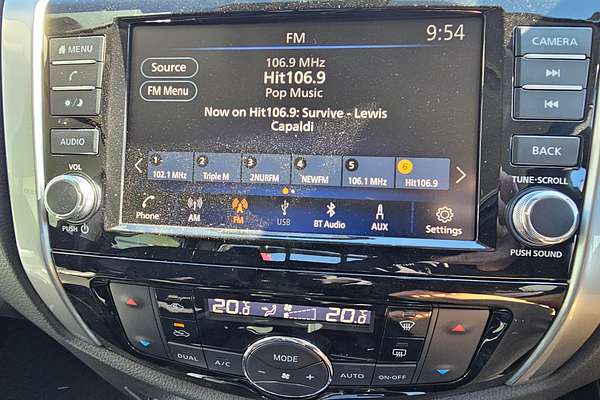 MENU
AUDIO
VOL
PUSH
FM
9:54
106.9 MHz
Hit106.9
Pop Music
Source
FM Menu
Now on Hit106.9: Survive - Lewis
Capaldi
1 2 3 4 5 6
102.1 MHz Triple M 2NURFM NEWFM 106.1 MHz Hit106.9
Phone AM FM USB BT Audio AUX Settings
CAMERA
BACK
TUNE-SCROLL
PUSH SOUND
20.0 20.0
DUAL A/C MODE AUTO ON-OFF